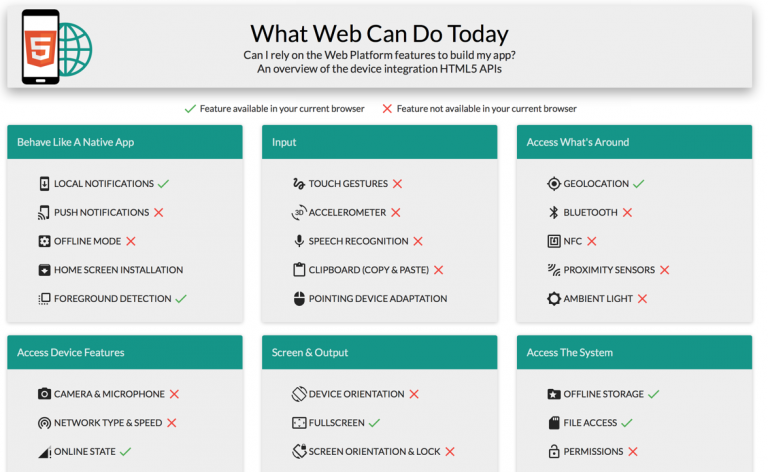 What Web Can Do Today
Can I rely on the Web Platform features to build my app?
An overview of the device integration HTML5 APIs
5
Feature available in your current browser
Feature not available in your current browser
Behave Like A Native App
LOCAL NOTIFICATIONS
PUSH NOTIFICATIONS
OFFLINE MODE
HOME SCREEN INSTALLATION
FOREGROUND DETECTION
Input
TOUCH GESTURES
3D ACCELEROMETER
SPEECH RECOGNITION
CLIPBOARD (COPY & PASTE)
POINTING DEVICE ADAPTATION
Access What's Around
GEOLOCATION
BLUETOOTH
NFC
PROXIMITY SENSORS
AMBIENT LIGHT
Access Device Features
CAMERA & MICROPHONE
NETWORK TYPE & SPEED
ONLINE STATE
Screen & Output
DEVICE ORIENTATION
FULLSCREEN
SCREEN ORIENTATION & LOCK
Access The System
OFFLINE STORAGE
FILE ACCESS
PERMISSIONS